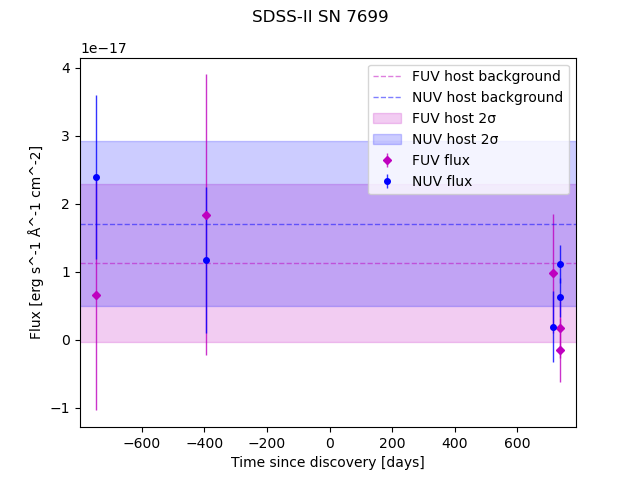 SDSS-II SN 7699
1e−17
FUV host background
NUV host background
FUV host 2σ
NUV host 2σ
FUV flux
NUV flux
4
3
2
1
0
−1
Flux [erg s^-1 Å^-1 cm^-2]
−600 −400 −200 0 200 400 600
Time since discovery [days]